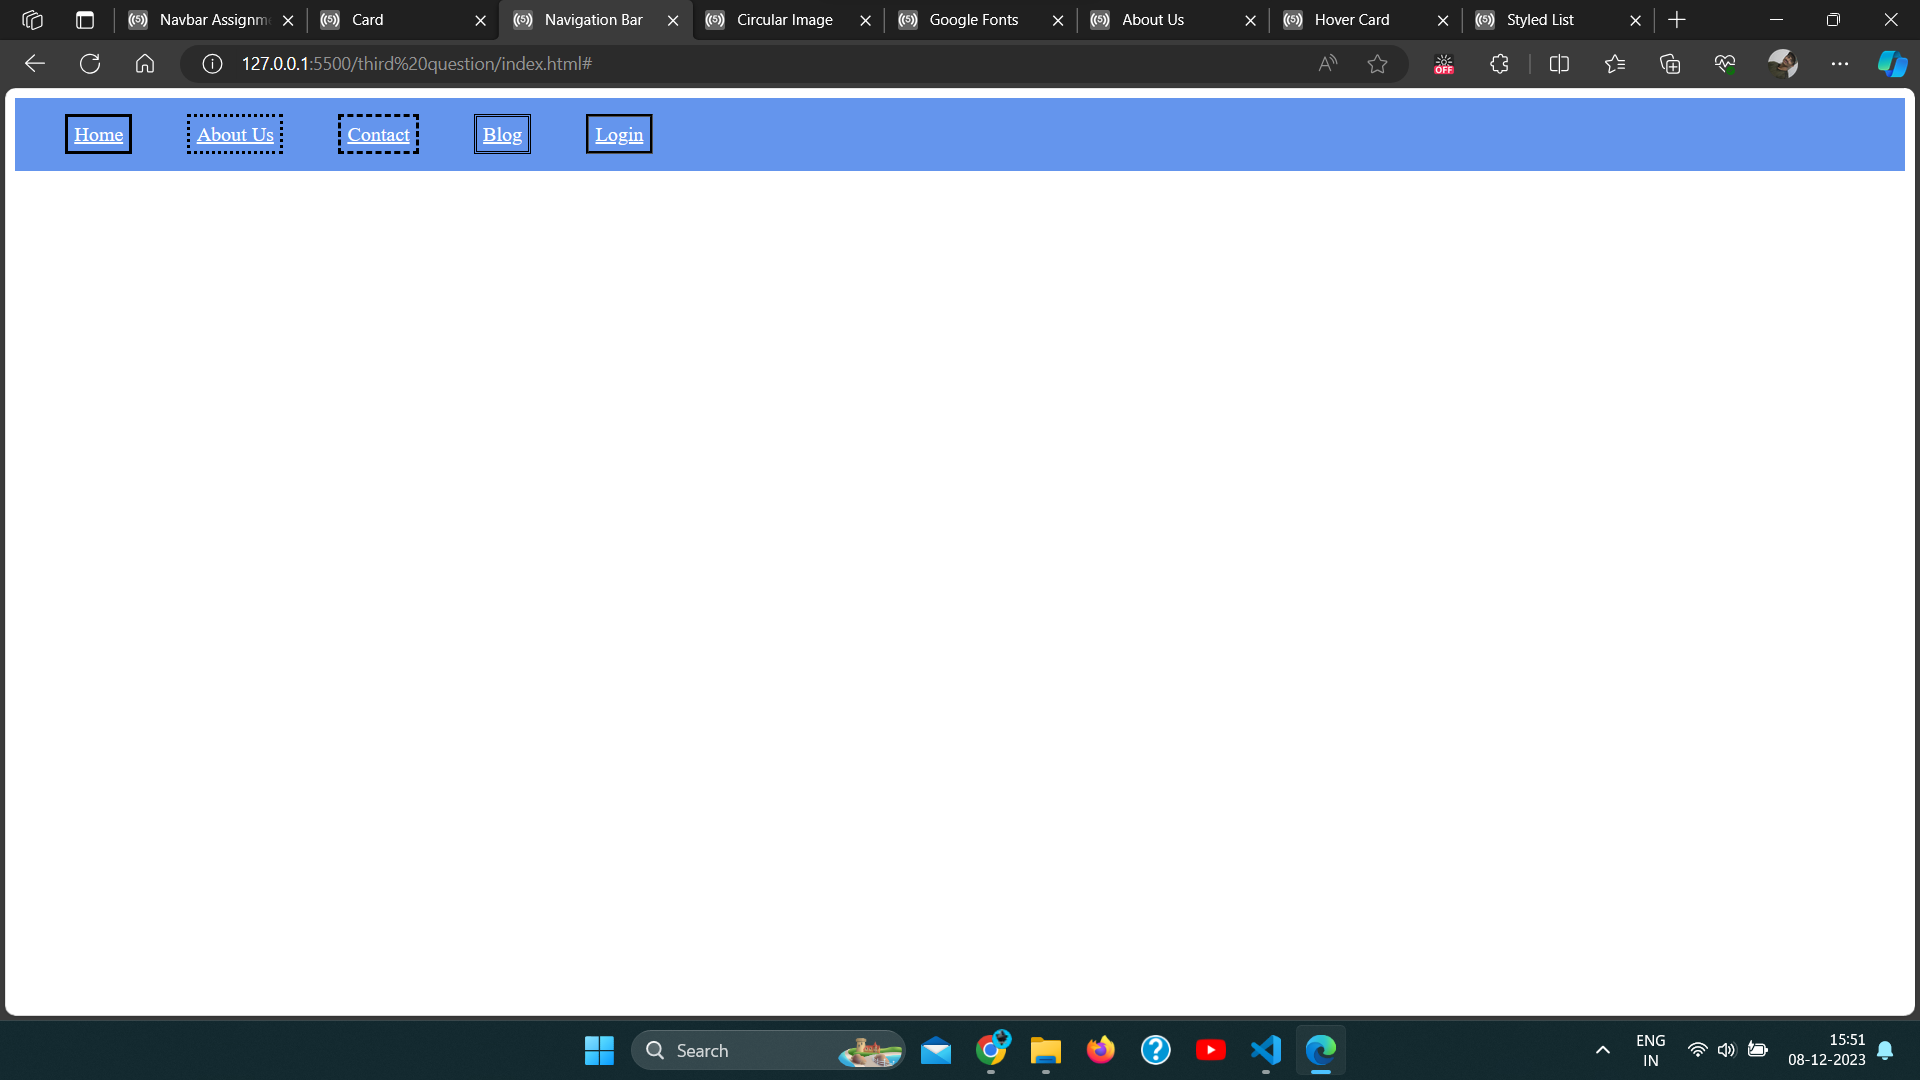 Navbar Assignm
Card
Navigation Bar
Circular Image
Google Fonts
About Us
Hover Card
Styled List
127.0.0.1:5500/third%20question/index.html#
OFF
Home
About Us
Contact
Blog
Login
Search
ENG
IN
15:51
08-12-2023